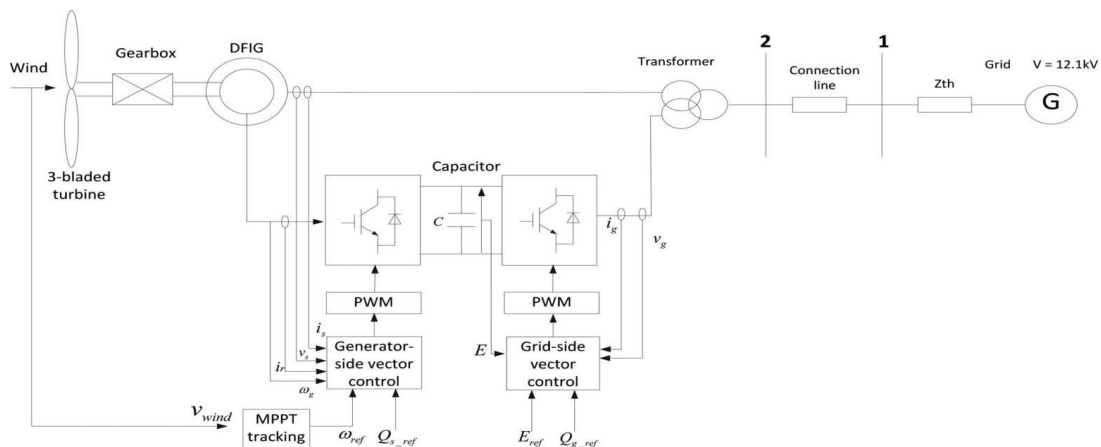 Wind
Gearbox
DFIG
3-bladed
turbine
Transformer
2
Connection
line
1
Zth
Grid
V = 12.1kV
G
Capacitor
C
i_g
v_g
PWM
PWM
i_s
v_s
ir
ω_g
Generator-
side vector
control
E
Grid-side
vector
control
v_wind
MPPT
tracking
ω_ref
Q_s_ref
E_ref
Q_g_ref